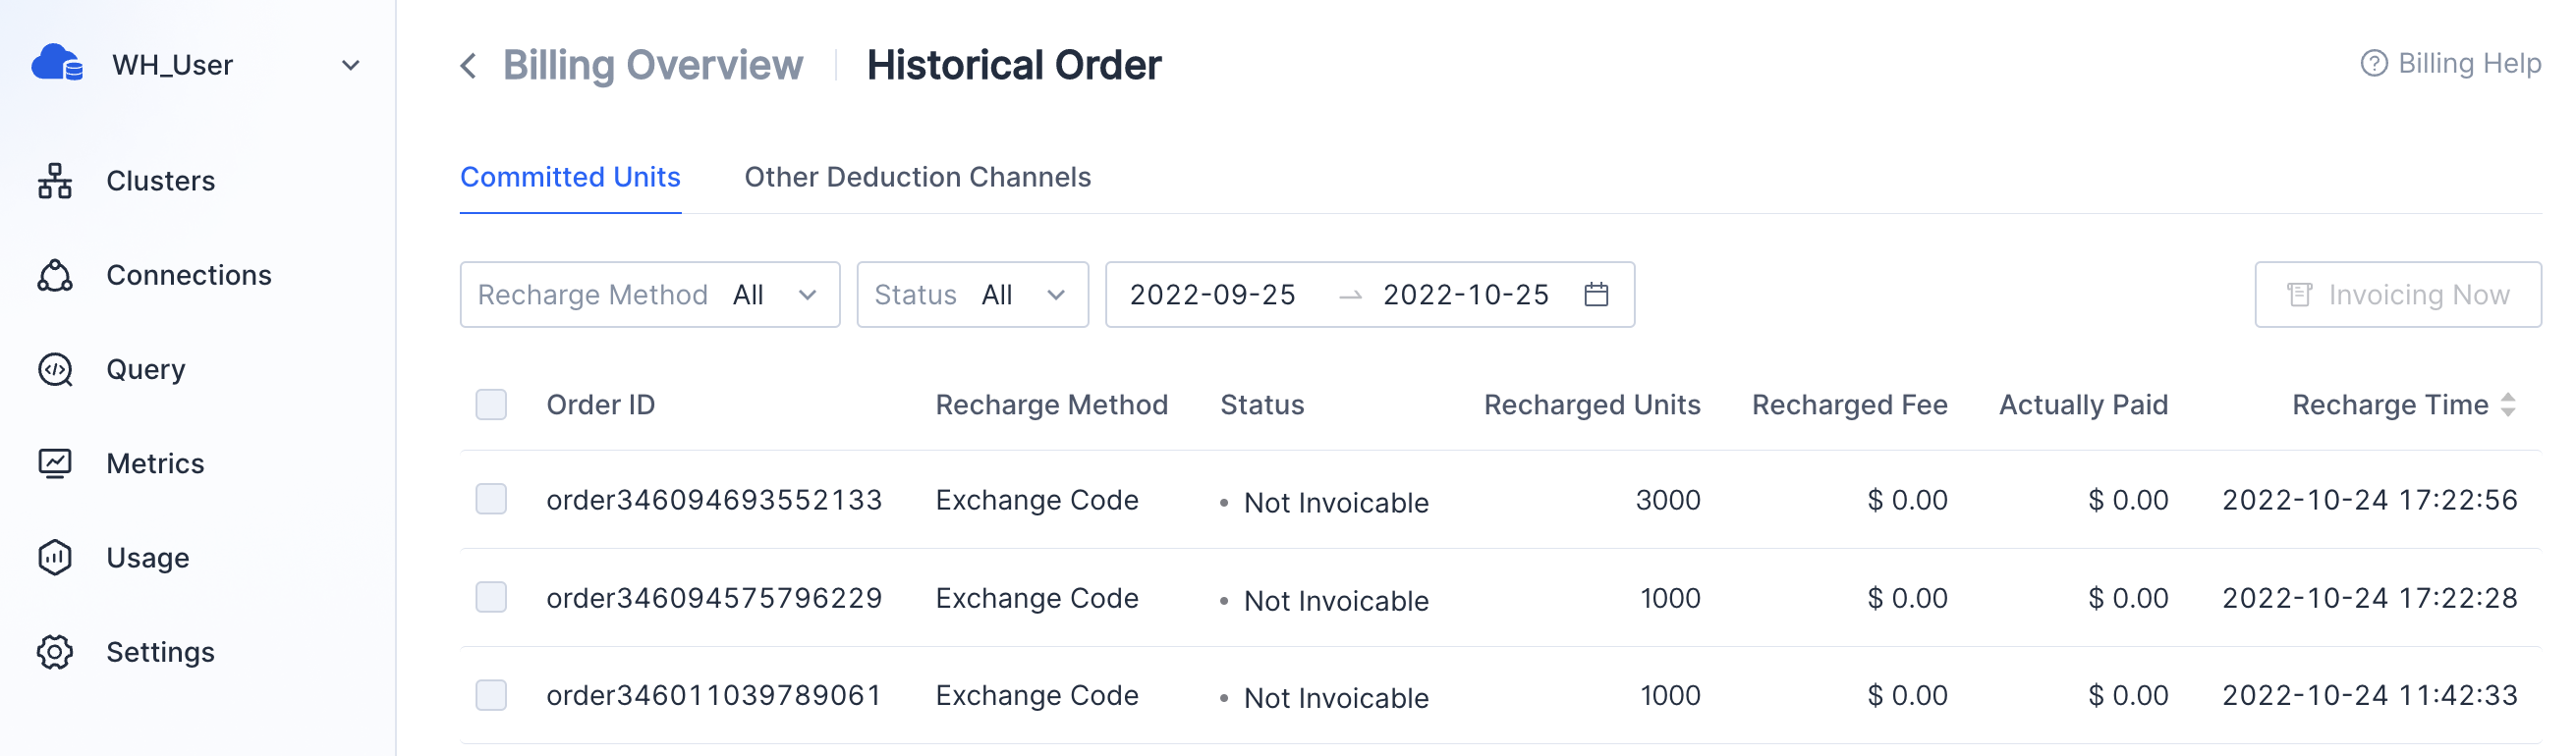 WH_User
Clusters
Connections
Query
Metrics
Usage
Settings
Billing Overview Historical Order
Billing Help
Committed Units Other Deduction Channels
Recharge Method All Status All 2022-09-25 → 2022-10-25 Invoicing Now
Order ID Recharge Method Status Recharged Units Recharged Fee Actually Paid Recharge Time
order346094693552133 Exchange Code • Not Invoicable 3000 $ 0.00 $ 0.00 2022-10-24 17:22:56
order346094575796229 Exchange Code • Not Invoicable 1000 $ 0.00 $ 0.00 2022-10-24 17:22:28
order346011039789061 Exchange Code • Not Invoicable 1000 $ 0.00 $ 0.00 2022-10-24 11:42:33